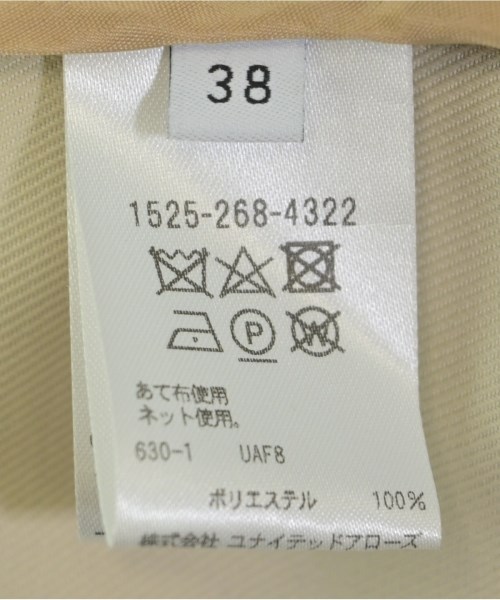 38
1525-268-4322
P W
あて布使用
ネット使用。
630-1 UAF8
ポリエステル 100%
株式会社 ユナイテッドアローズ